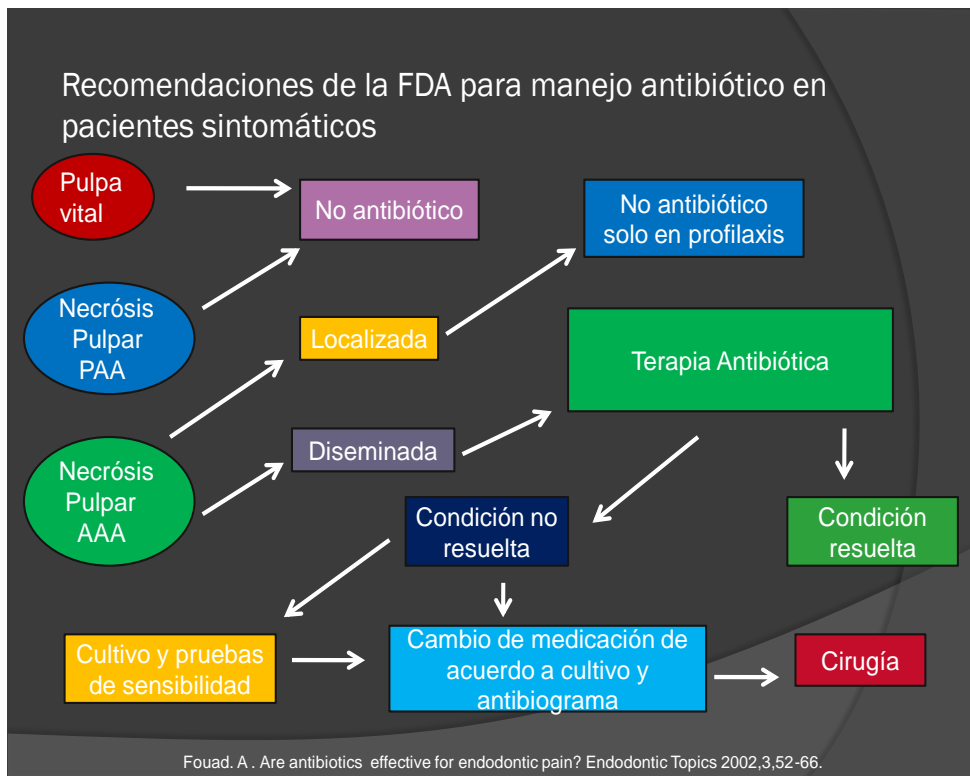 Recomendaciones de la FDA para manejo antibiótico en
pacientes sintomáticos
Pulpa
vital
No antibiótico
No antibiótico
solo en profilaxis
Necrósis
Pulpar
PAA
Localizada
Terapia Antibiótica
Diseminada
Necrósis
Pulpar
AAA
Condición no
resuelta
Condición
resuelta
Cultivo y pruebas
de sensibilidad
Cambio de medicación de
acuerdo a cultivo y
antibiograma
Cirugía
Fouad. A . Are antibiotics effective for endodontic pain? Endodontic Topics 2002,3,52-66.